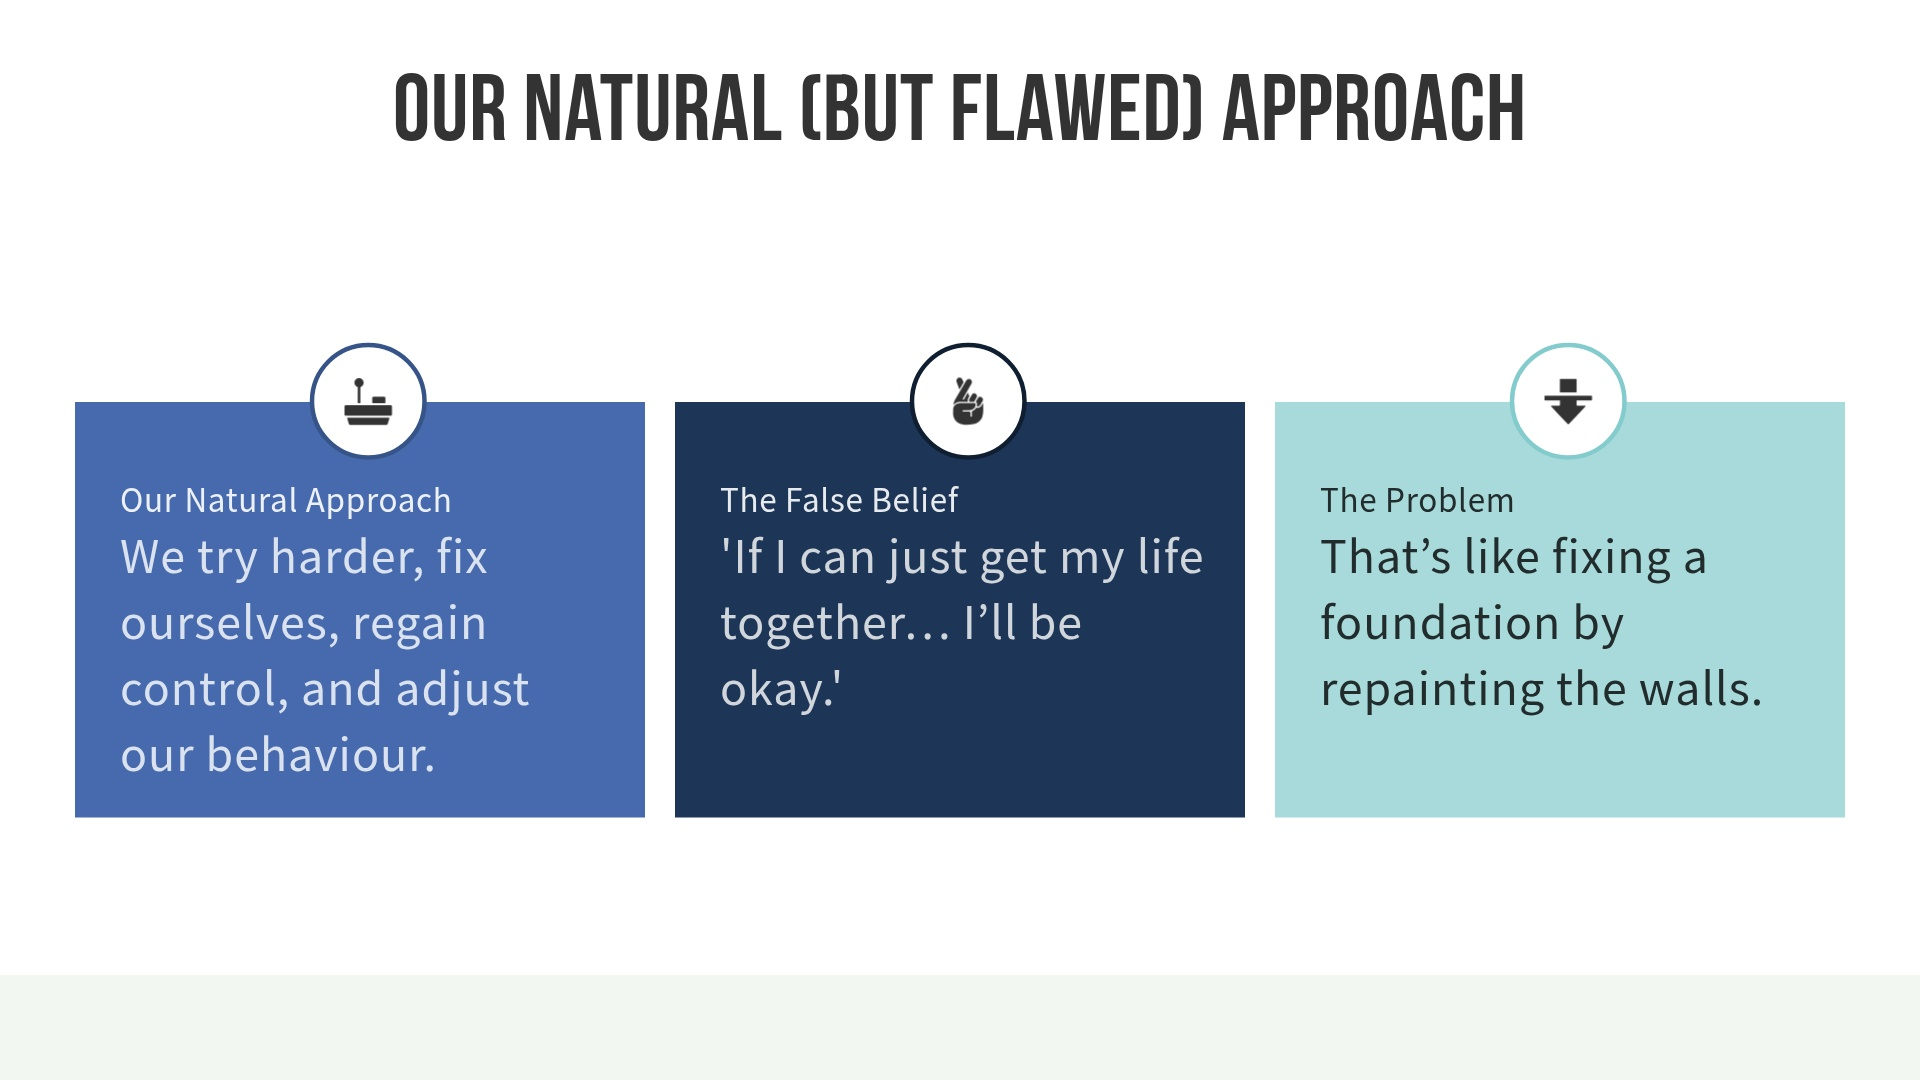 OUR NATURAL (BUT FLAWED) APPROACH
Our Natural Approach
We try harder, fix
ourselves, regain
control, and adjust
our behaviour.
The False Belief
'If I can just get my life
together… I’ll be
okay.'
The Problem
That’s like fixing a
foundation by
repainting the walls.